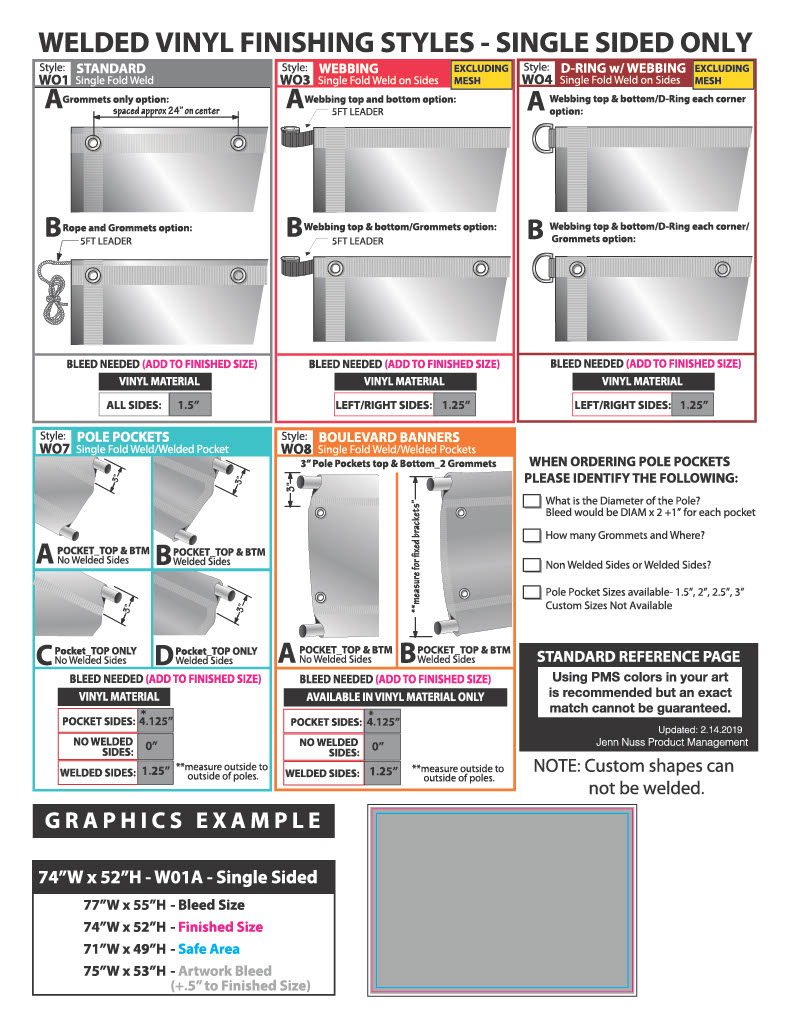 WELDED VINYL FINISHING STYLES - SINGLE SIDED ONLY
Style:
WO1
STANDARD
Single Fold Weld
A Grommets only option:
spaced approx 24" on center
B Rope and Grommets option:
5FT LEADER
BLEED NEEDED (ADD TO FINISHED SIZE)
VINYL MATERIAL
ALL SIDES: 1.5"
Style:
WO3
WEBBING
Single Fold Weld on Sides
EXCLUDING
MESH
A Webbing top and bottom option:
5FT LEADER
B Webbing top & bottom/Grommets option:
5FT LEADER
BLEED NEEDED (ADD TO FINISHED SIZE)
VINYL MATERIAL
LEFT/RIGHT SIDES: 1.25"
Style:
WO4
D-RING w/ WEBBING
Single Fold Weld on Sides
EXCLUDING
MESH
A Webbing top & bottom/D-Ring each corner
option:
B Webbing top & bottom/D-Ring each corner/
Grommets option:
BLEED NEEDED (ADD TO FINISHED SIZE)
VINYL MATERIAL
LEFT/RIGHT SIDES: 1.25"
Style:
WO7
POLE POCKETS
Single Fold Weld/Welded Pocket
3"
3"
A POCKET_TOP & BTM
No Welded Sides
B POCKET_TOP & BTM
Welded Sides
3"
3"
C Pocket_TOP ONLY
No Welded Sides
D Pocket_TOP ONLY
Welded Sides
BLEED NEEDED (ADD TO FINISHED SIZE)
VINYL MATERIAL
POCKET SIDES: *4.125"
NO WELDED
SIDES: 0"
WELDED SIDES: 1.25"
**measure outside to
outside of poles.
Style:
WO8
BOULEVARD BANNERS
Single Fold Weld/Welded Pockets
3" Pole Pockets top & Bottom_2 Grommets
3"
**measure for fixed brackets"
A POCKET_TOP & BTM
No Welded Sides
B POCKET_TOP & BTM
Welded Sides
BLEED NEEDED (ADD TO FINISHED SIZE)
AVAILABLE IN VINYL MATERIAL ONLY
POCKET SIDES: *4.125"
NO WELDED
SIDES: 0"
WELDED SIDES: 1.25"
**measure outside to
outside of poles.
WHEN ORDERING POLE POCKETS
PLEASE IDENTIFY THE FOLLOWING:
What is the Diameter of the Pole?
Bleed would be DIAM x 2 +1" for each pocket
How many Grommets and Where?
Non Welded Sides or Welded Sides?
Pole Pocket Sizes available- 1.5", 2", 2.5", 3"
Custom Sizes Not Available
STANDARD REFERENCE PAGE
Using PMS colors in your art
is recommended but an exact
match cannot be guaranteed.
Updated: 2.14.2019
Jenn Nuss Product Management
NOTE: Custom shapes can
not be welded.
GRAPHICS EXAMPLE
74"W x 52"H - W01A - Single Sided
77"W x 55"H - Bleed Size
74"W x 52"H - Finished Size
71"W x 49"H - Safe Area
75"W x 53"H - Artwork Bleed
(+.5" to Finished Size)